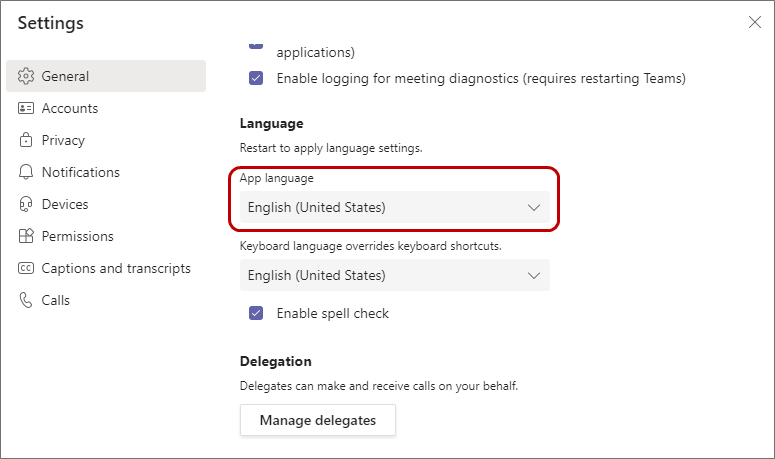 Settings
General
Accounts
Privacy
Notifications
Devices
Permissions
CC Captions and transcripts
Calls
applications)
Enable logging for meeting diagnostics (requires restarting Teams)
Language
Restart to apply language settings.
App language
English (United States)
Keyboard language overrides keyboard shortcuts.
English (United States)
Enable spell check
Delegation
Delegates can make and receive calls on your behalf.
Manage delegates